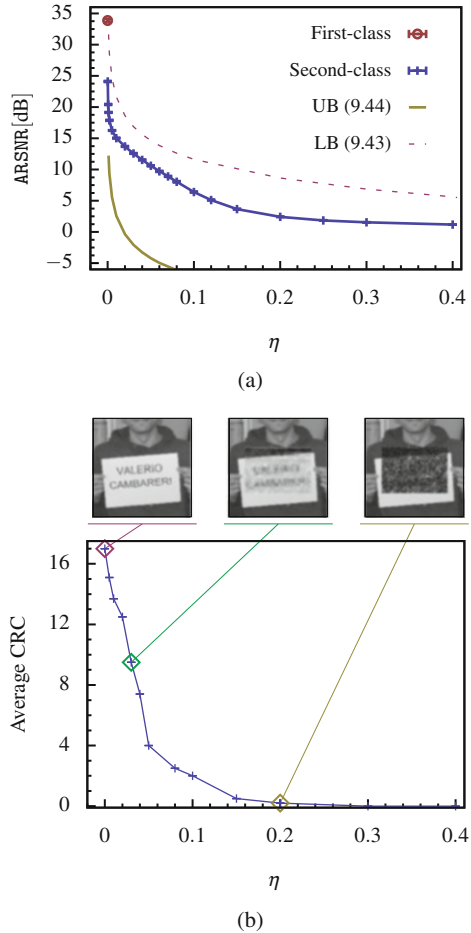 35
30
25
20
15
10
5
0
−5
ARSNR[dB]
First-class
Second-class
UB (9.44)
LB (9.43)
0 0.1 0.2 0.3 0.4
η
(a)
VALERIO
CAMBARERI
VALERIO
CAMBARERI
16
12
8
4
0
Average CRC
0 0.1 0.2 0.3 0.4
η
(b)